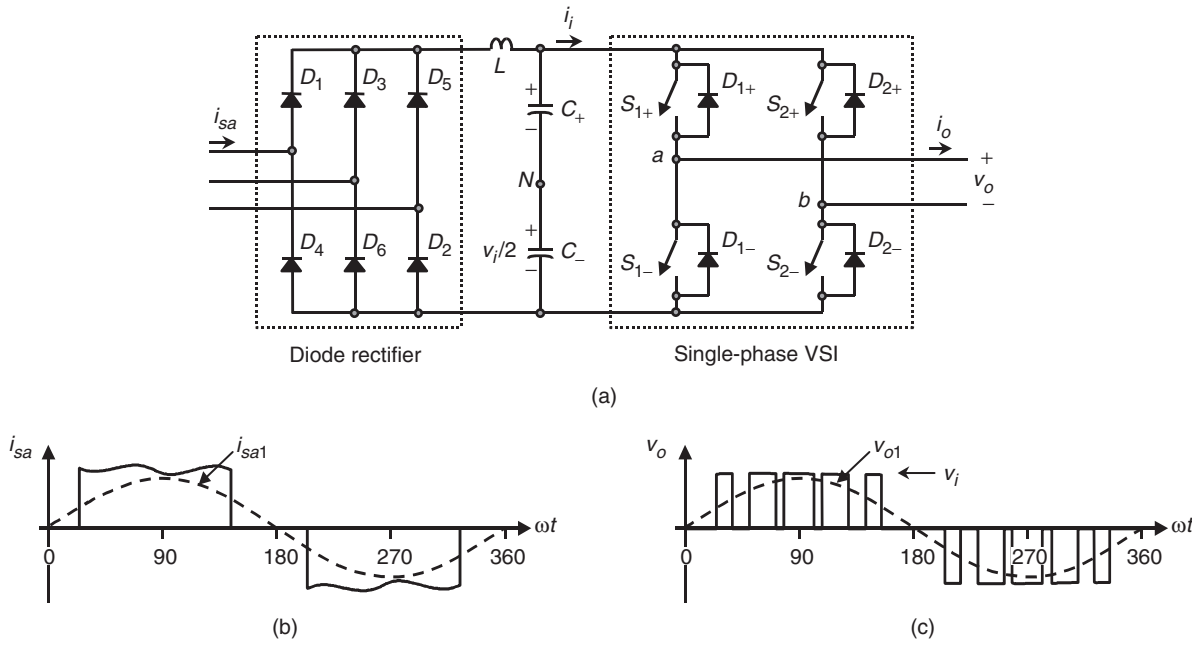 i_i
L
D_1 D_3 D_5
+
C_+
−
S_1+ D_1+ S_2+ D_2+
i_sa
i_o
a
+
v_o
−
N
b
D_4 D_6 D_2
+
v_i/2 C_−
−
S_1− D_1− S_2− D_2−
Diode rectifier
Single-phase VSI
(a)
i_sa
i_sa1
ωt
0 90 180 270 360
(b)
v_o
v_o1
v_i
ωt
0 90 180 270 360
(c)